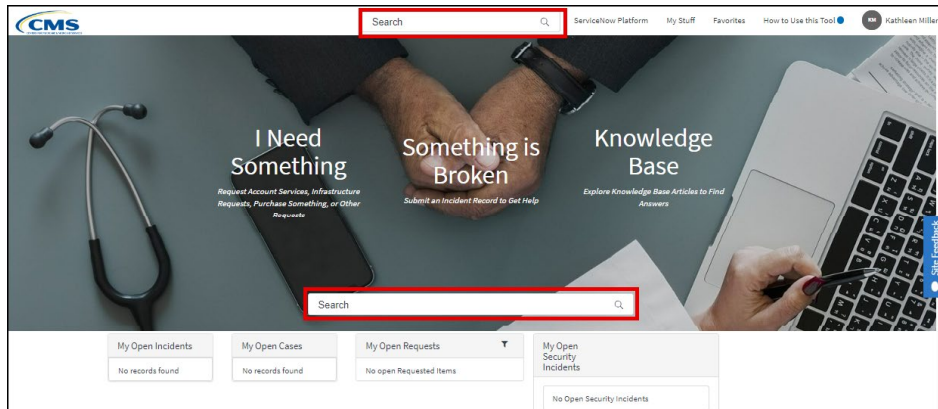 CMS
Search
ServiceNow Platform
My Stuff
Favorites
How to Use this Tool
KM
Kathleen Miller
I Need
Something
Request Account Services, Infrastructure
Requests, Purchase Something, or Other
Requests
Something is
Broken
Submit an Incident Record to Get Help
Knowledge
Base
Explore Knowledge Base Articles to Find
Answers
Site Feedback
Search
My Open Incidents
No records found
My Open Cases
No records found
My Open Requests
No open Requested Items
My Open
Security
Incidents
No Open Security Incidents